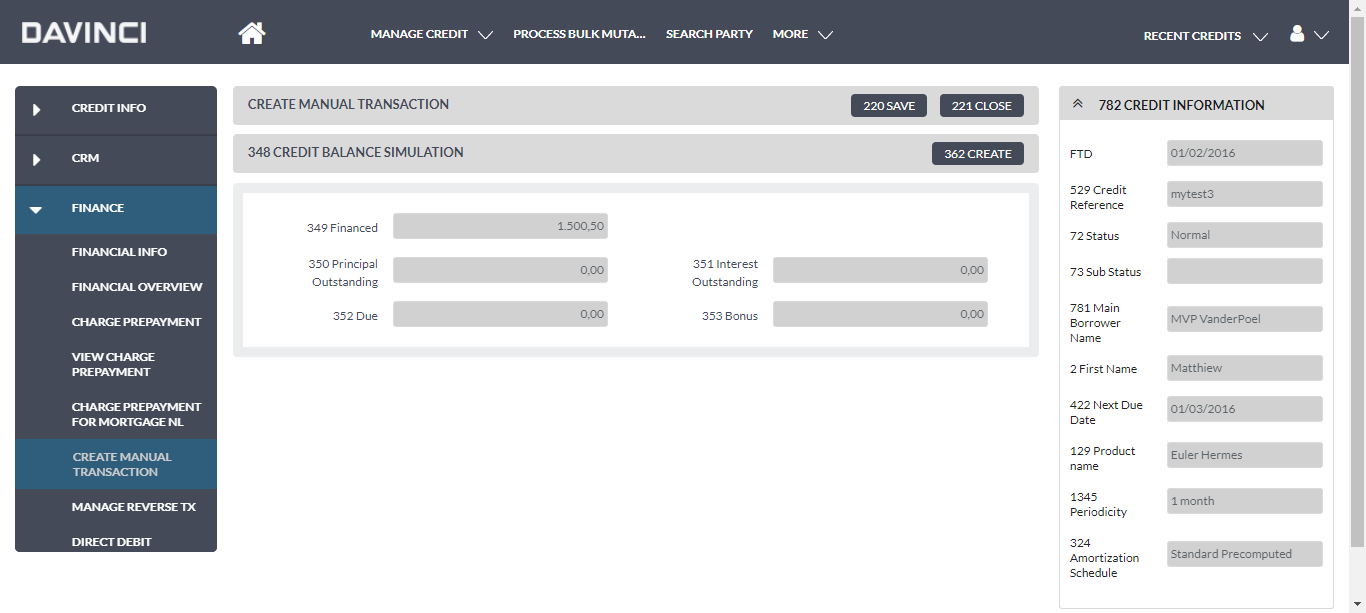 DAVINCI
MANAGE CREDIT
PROCESS BULK MUTA...
SEARCH PARTY
MORE
RECENT CREDITS
CREDIT INFO
CRM
FINANCE
FINANCIAL INFO
FINANCIAL OVERVIEW
CHARGE PREPAYMENT
VIEW CHARGE
PREPAYMENT
CHARGE PREPAYMENT
FOR MORTGAGE NL
CREATE MANUAL
TRANSACTION
MANAGE REVERSE TX
DIRECT DEBIT
CREATE MANUAL TRANSACTION
220 SAVE
221 CLOSE
348 CREDIT BALANCE SIMULATION
362 CREATE
349 Financed
1.500,50
350 Principal
Outstanding
0,00
351 Interest
Outstanding
0,00
352 Due
0,00
353 Bonus
0,00
782 CREDIT INFORMATION
FTD
01/02/2016
529 Credit
Reference
mytest3
72 Status
Normal
73 Sub Status
781 Main
Borrower
Name
MVP VanderPoel
2 First Name
Matthiew
422 Next Due
Date
01/03/2016
129 Product
name
Euler Hermes
1345
Periodicity
1 month
324
Amortization
Schedule
Standard Precomputed